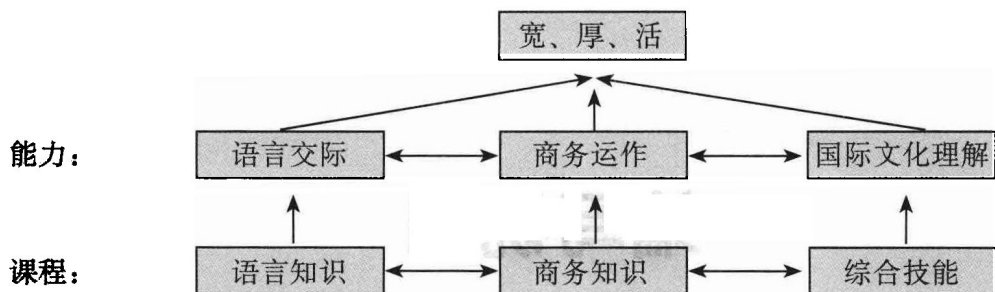 宽、厚、活
能力： 语言交际 商务运作 国际文化理解
课程： 语言知识 商务知识 综合技能